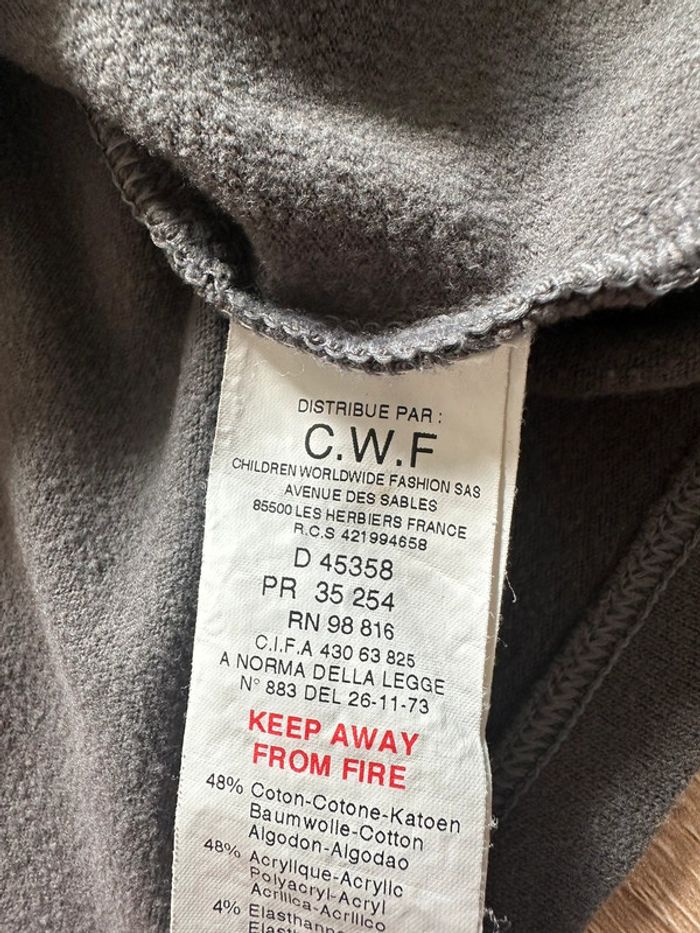 DISTRIBUE PAR :
C.W.F
CHILDREN WORLDWIDE FASHION SAS
AVENUE DES SABLES
85500 LES HERBIERS FRANCE
R.C.S 421994658
D 45358
PR 35 254
RN 98 816
C.I.F.A 430 63 825
A NORMA DELLA LEGGE
N° 883 DEL 26-11-73
KEEP AWAY
FROM FIRE
48% Coton-Cotone-Katoen
Baumwolle-Cotton
Algodon-Algodao
48% Acrylique-Acrylic
Polyacryl-Acryl
Acrilica-Acrilico
4%